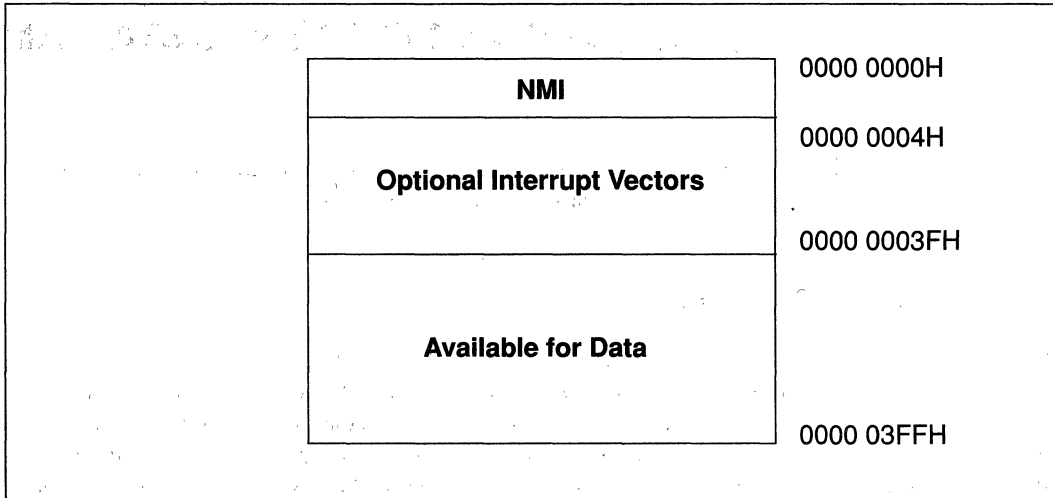 NMI
0000 0000H
0000 0004H
Optional Interrupt Vectors
0000 0003FH
Available for Data
0000 03FFH